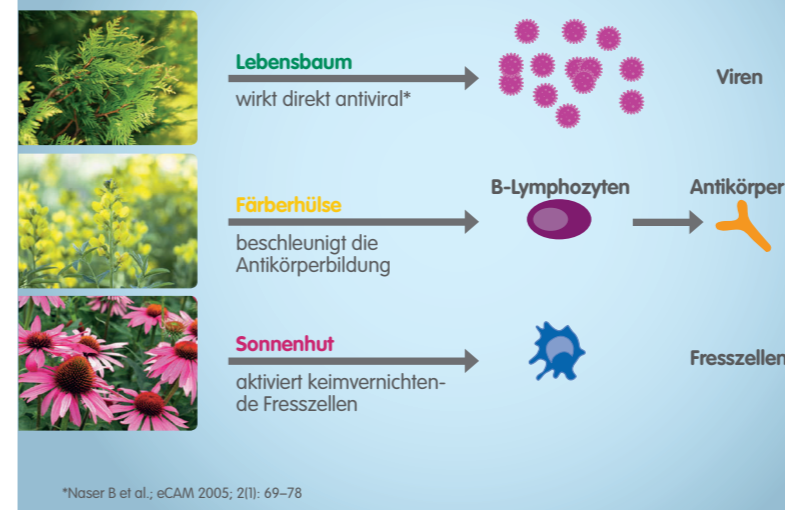 Lebensbaum
wirkt direkt antiviral*
Viren
Färberhülse
beschleunigt die
Antikörperbildung
B-Lymphozyten
Antikörper
Sonnenhut
aktiviert keimvernichten-
de Fresszellen
Fresszellen
*Naser B et al.; eCAM 2005; 2(1): 69–78